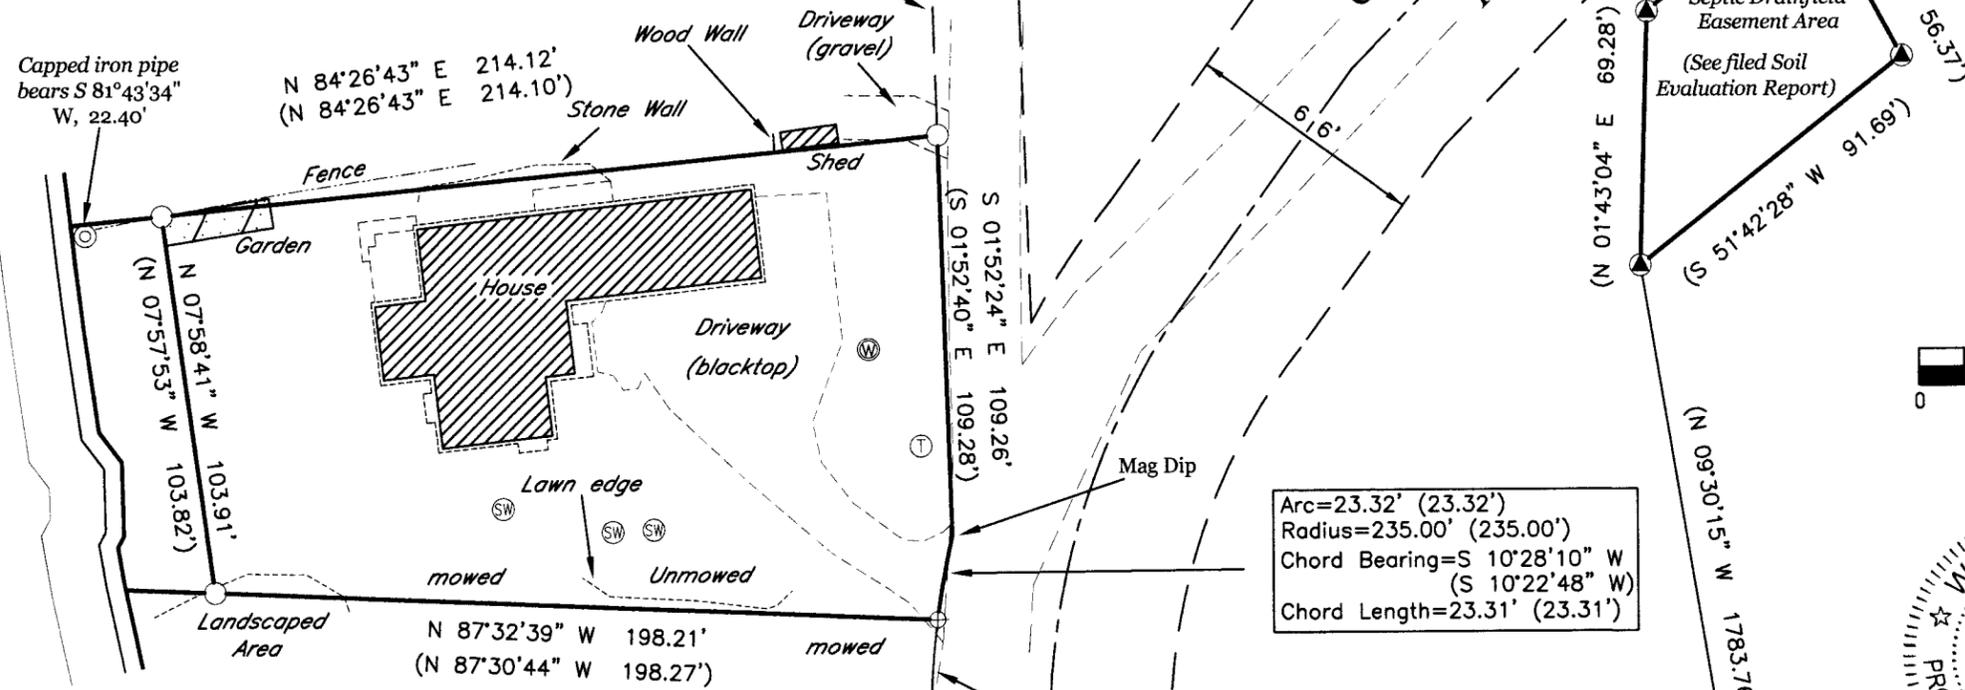 Capped iron pipe
bears S 81°43'34"
W, 22.40'
N 84°26'43" E 214.12'
(N 84°26'43" E 214.10')
Wood Wall
Driveway
(gravel)
Stone Wall
Fence
Shed
Garden
House
Driveway
(blacktop)
W
T
N 07°58'41" W 103.91'
(N 07°57'53" W 103.82')
S 01°52'24" E 109.26'
(S 01°52'40" E 109.28')
Lawn edge
SW
SW
SW
mowed
Unmowed
Landscaped
Area
N 87°32'39" W 198.21'
(N 87°30'44" W 198.27')
mowed
Mag Dip
66'
Arc=23.32' (23.32')
Radius=235.00' (235.00')
Chord Bearing=S 10°28'10" W
(S 10°22'48" W)
Chord Length=23.31' (23.31')
Septic Drainfield
Easement Area
(See filed Soil
Evaluation Report)
(N 01°43'04" E 69.28')
56.37')
(S 51°42'28" W 91.69')
(N 09°30'15" W 1783.76
0